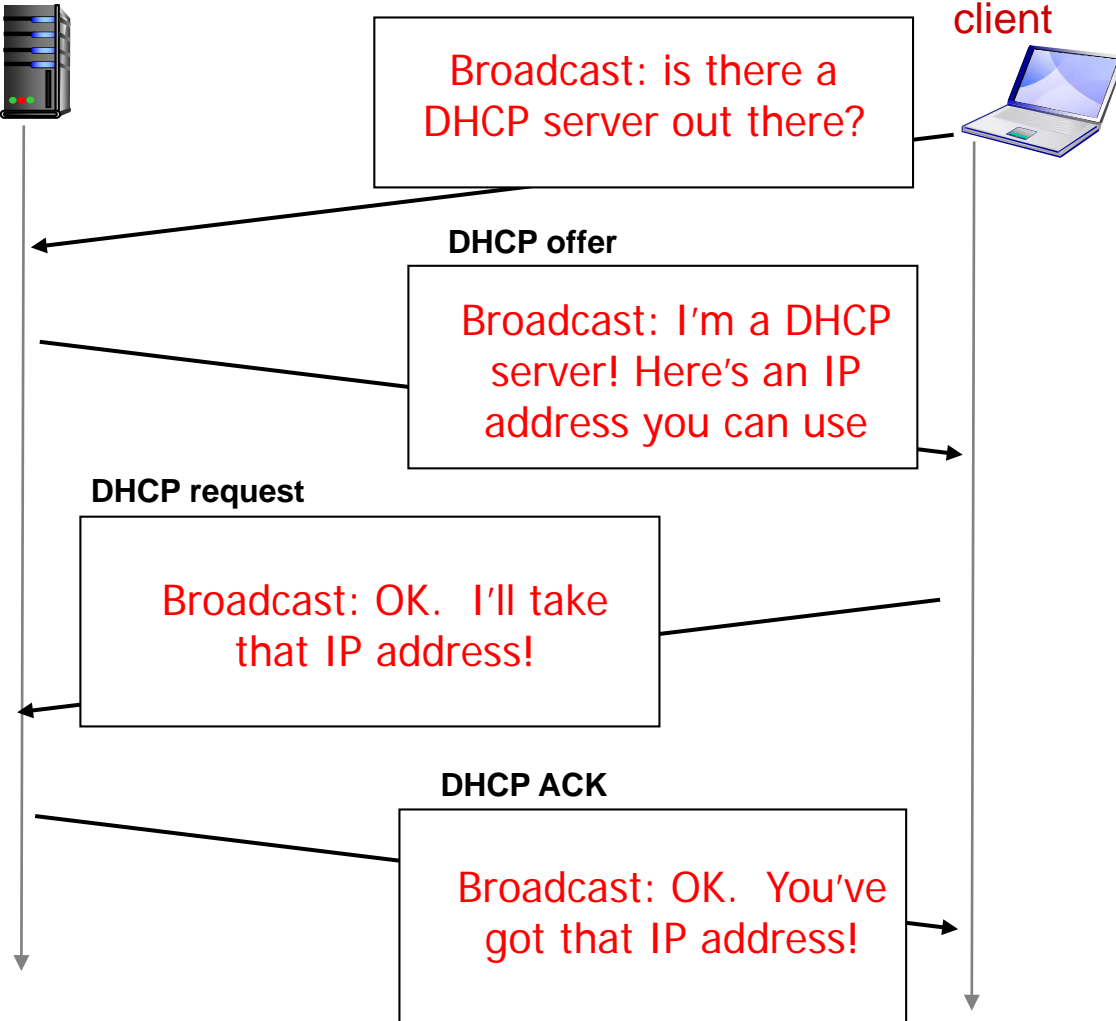 client
Broadcast: is there a
DHCP server out there?
DHCP offer
Broadcast: I'm a DHCP
server! Here's an IP
address you can use
DHCP request
Broadcast: OK. I'll take
that IP address!
DHCP ACK
Broadcast: OK. You've
got that IP address!